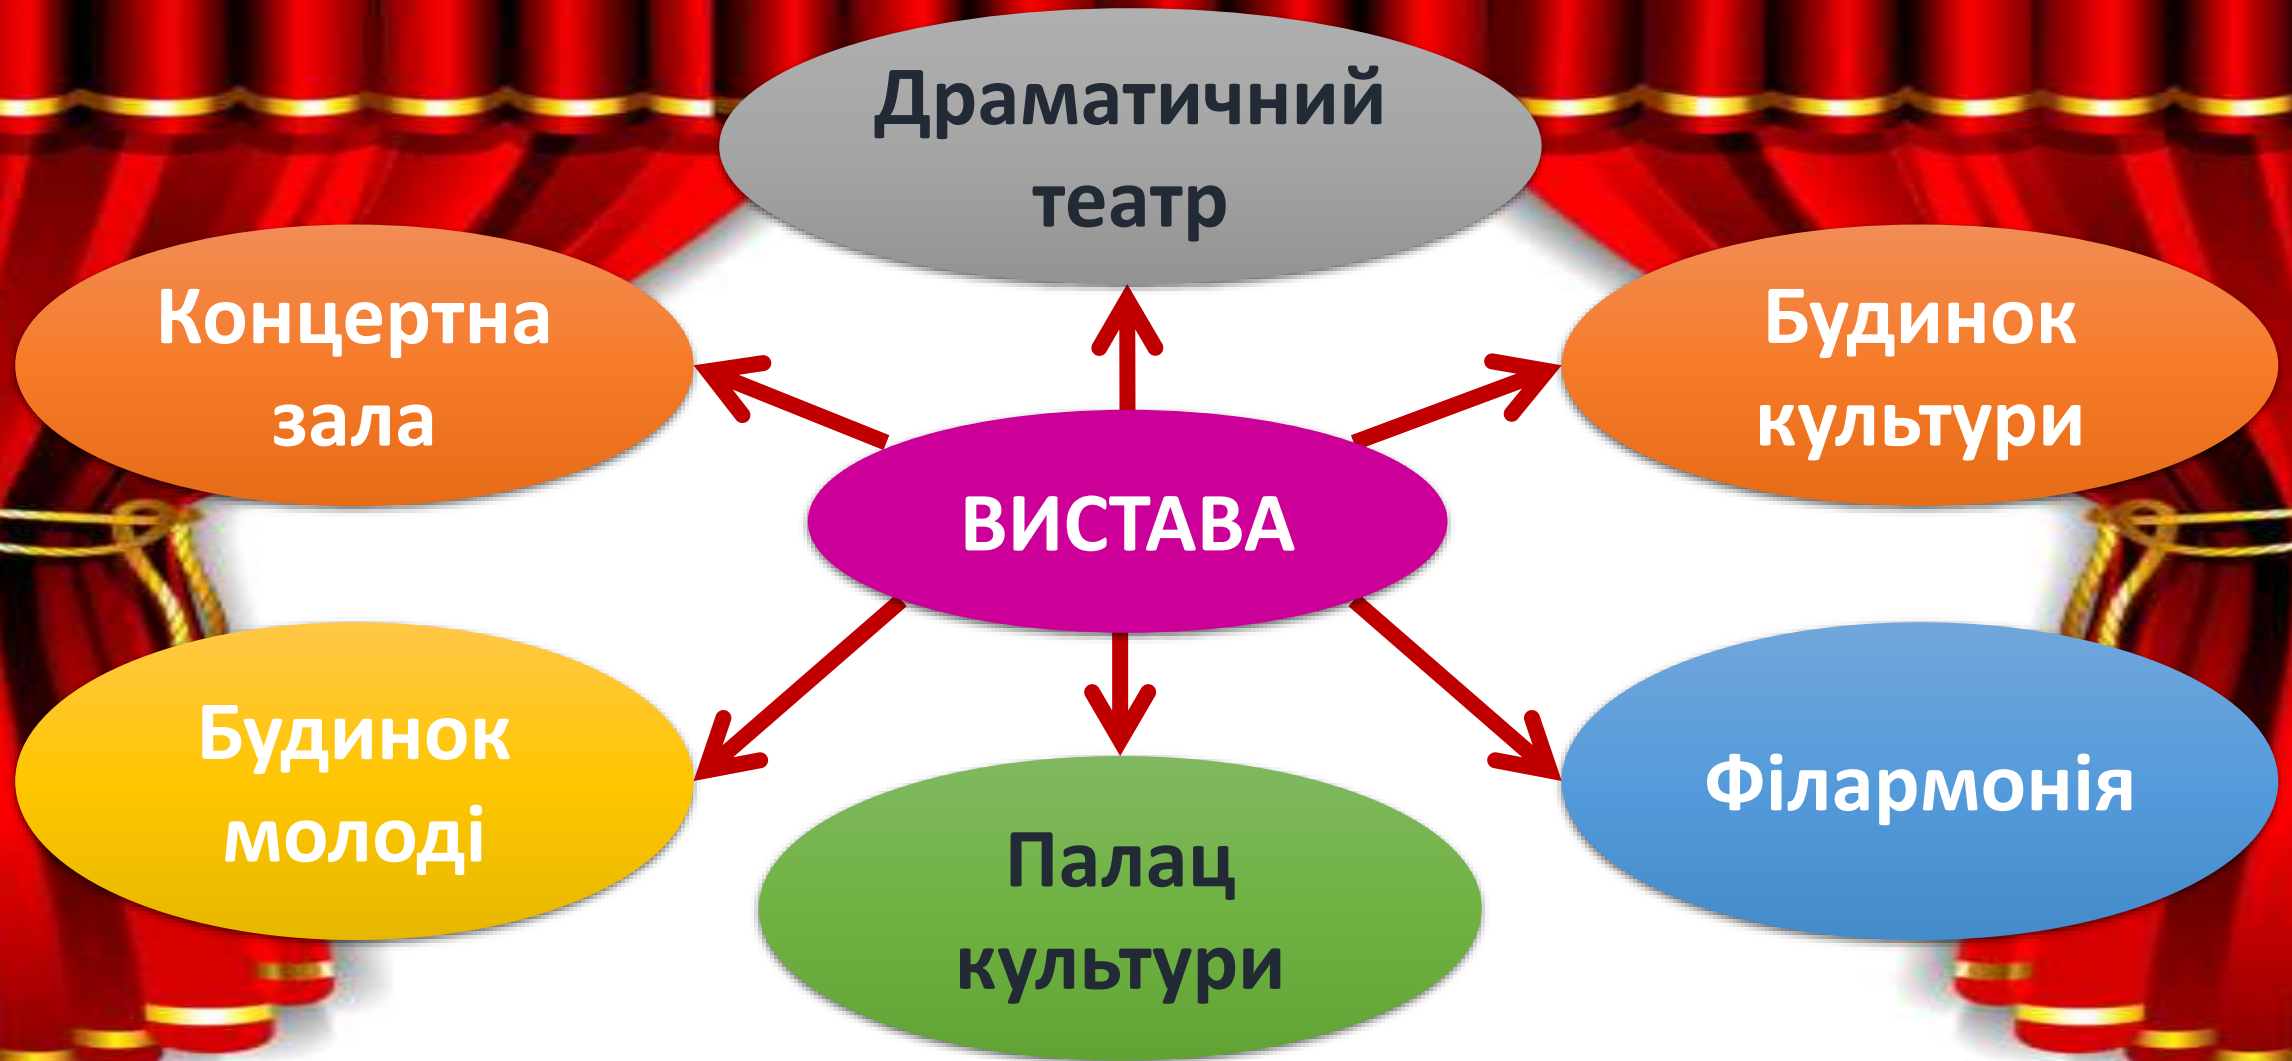 Драматичний
театр
Концертна
зала
Будинок
культури
ВИСТАВА
Будинок
молоді
Палац
культури
Філармонія